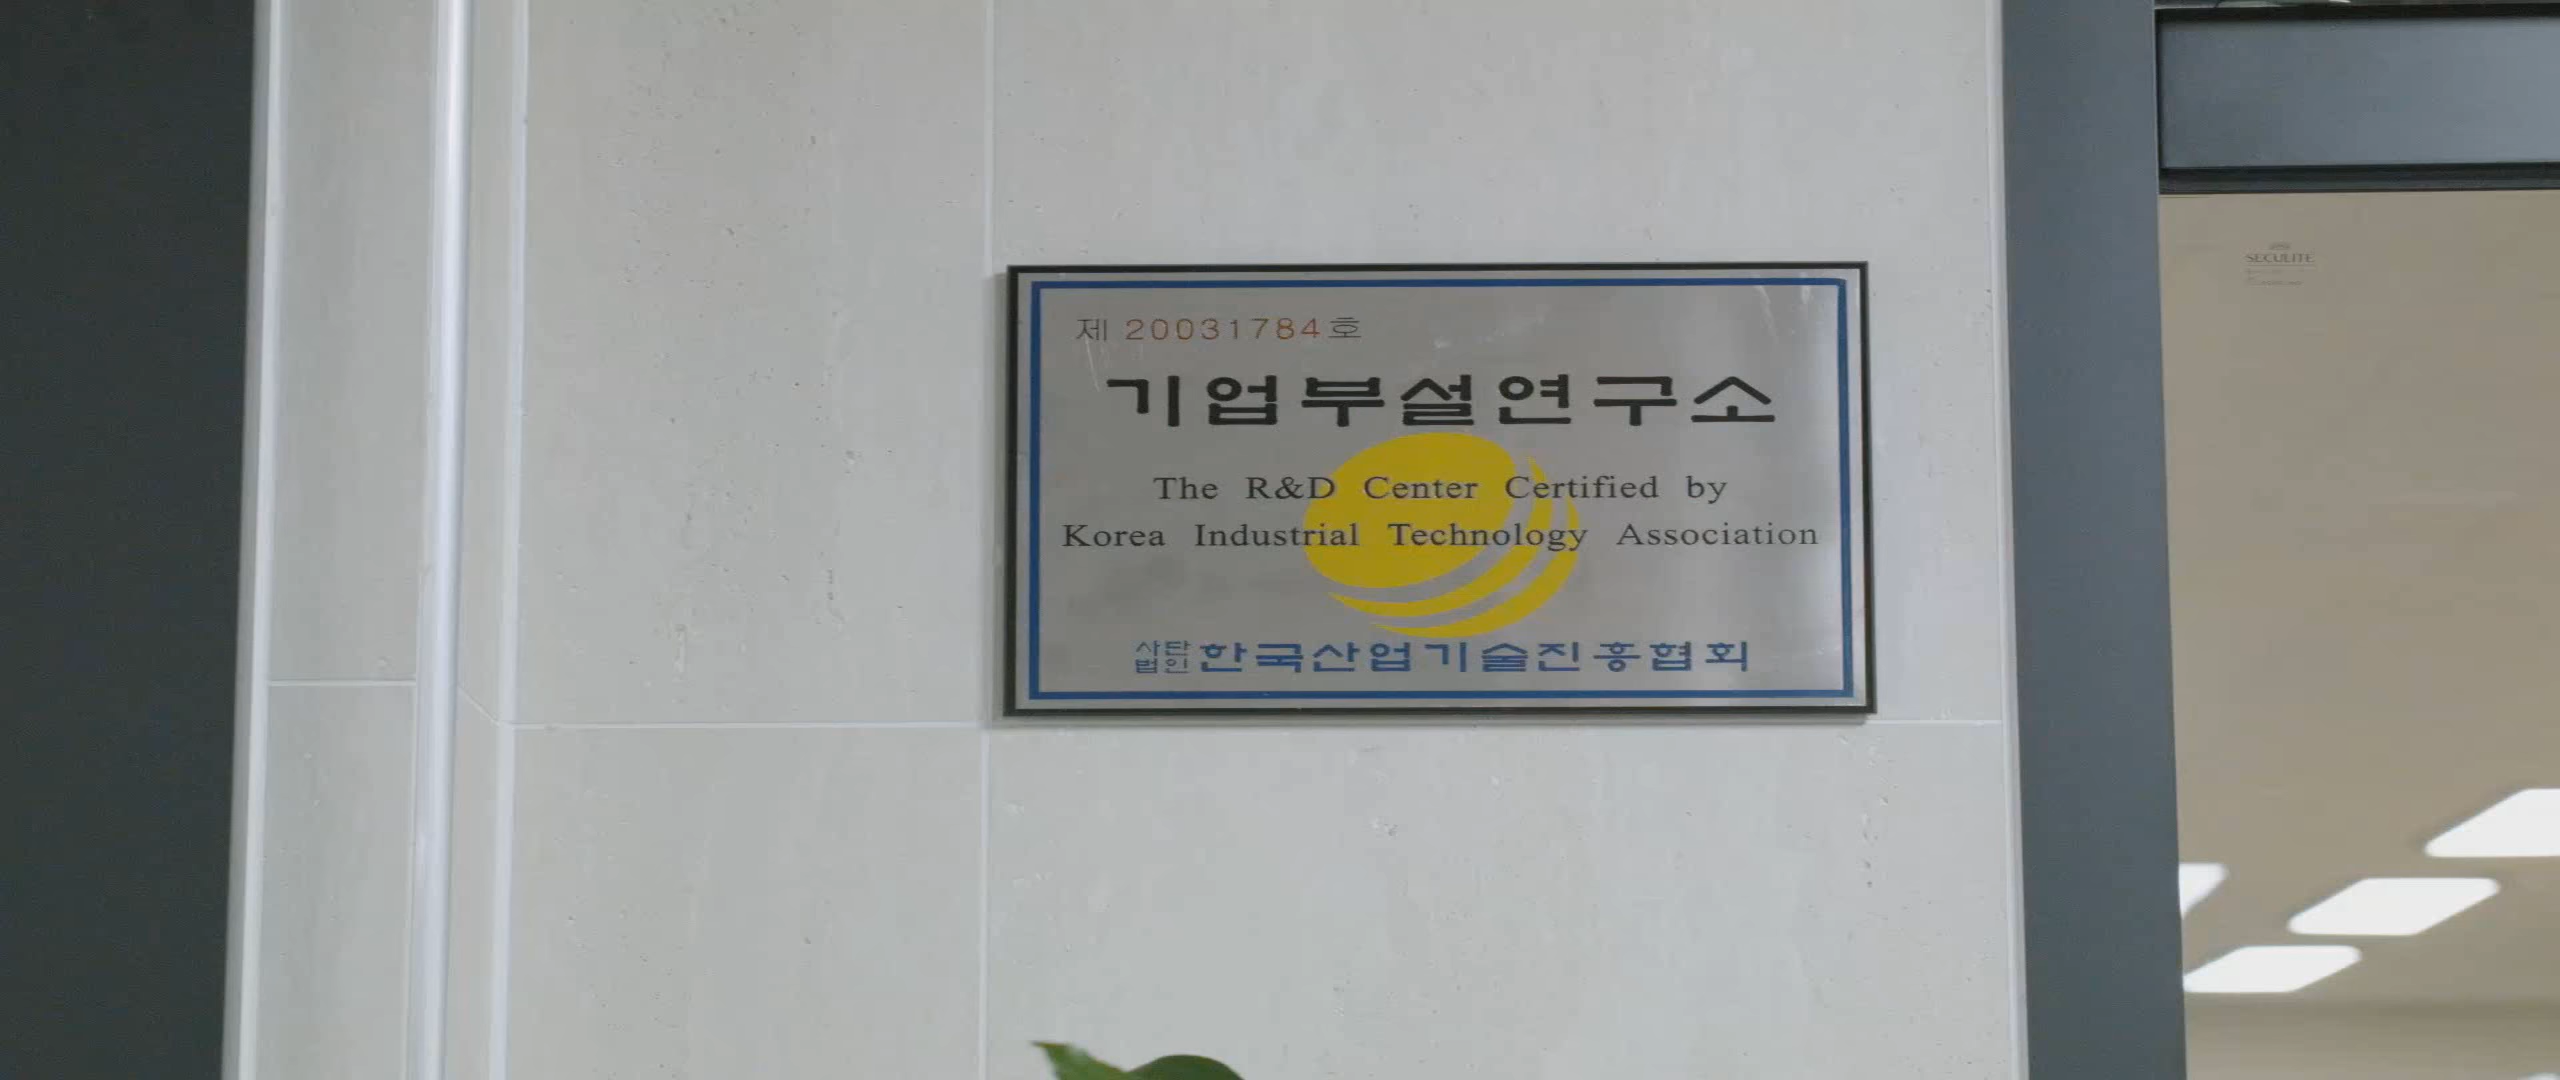 제 20031784호
기업부설연구소
The R&D Center Certified by
Korea Industrial Technology Association
사단법인 한국산업기술진흥협회
SECULITE